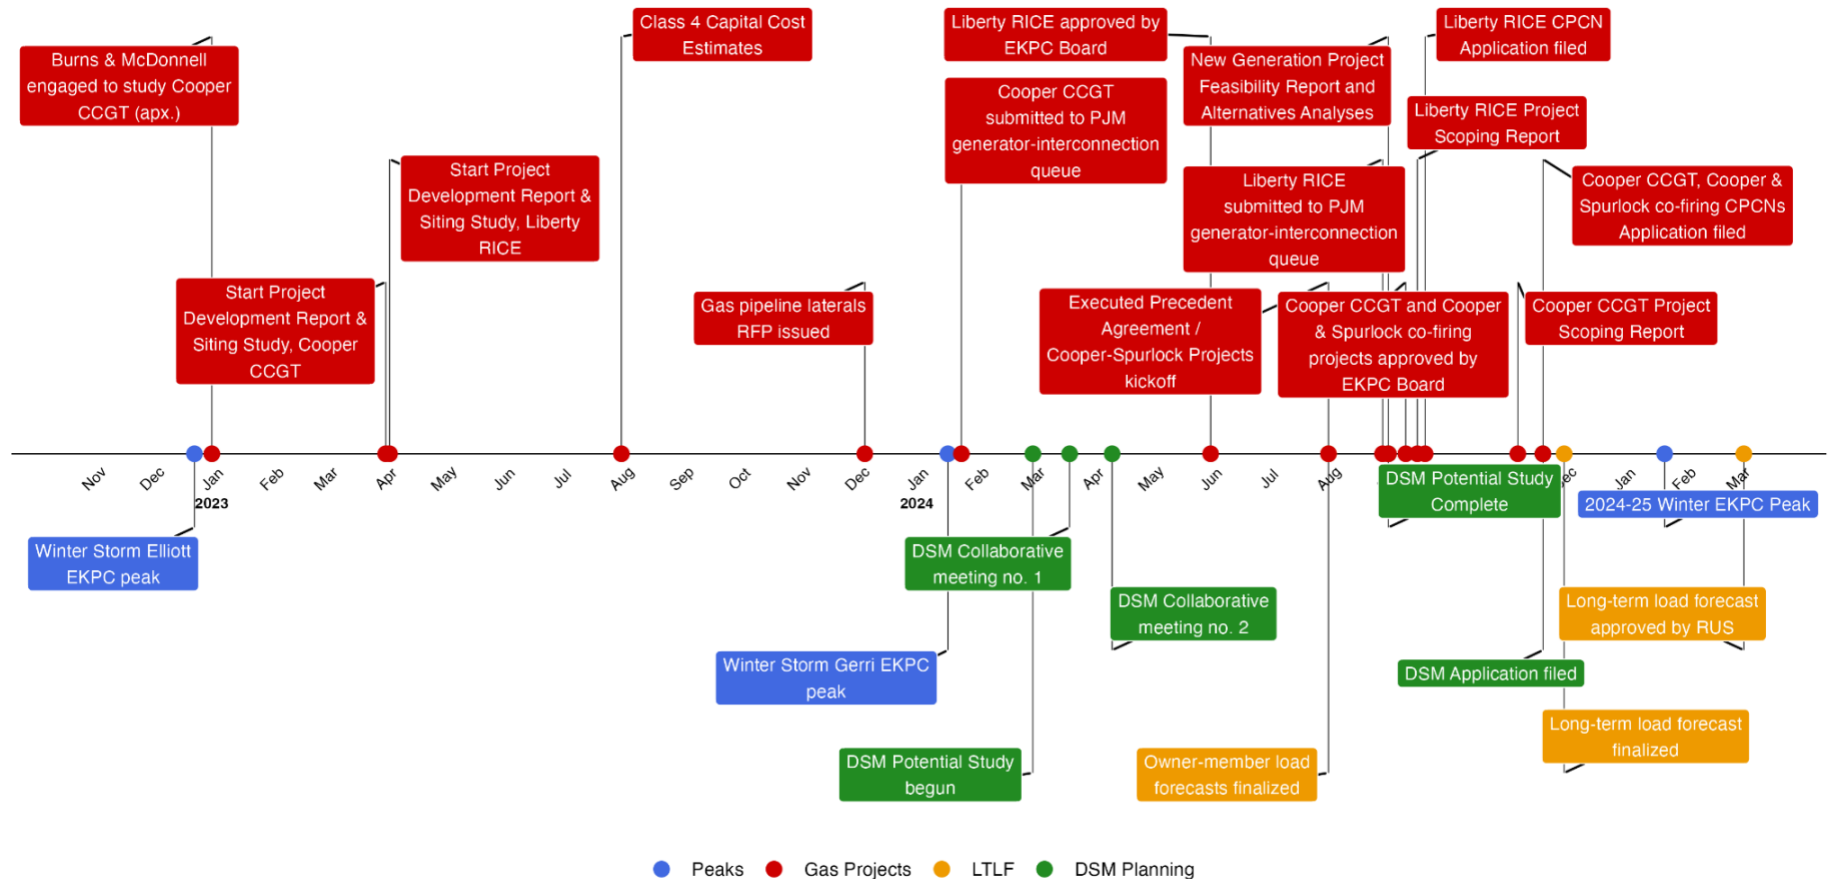 Class 4 Capital Cost
Estimates
Liberty RICE approved by
EKPC Board
Liberty RICE CPCN
Application filed
Burns & McDonnell
engaged to study Cooper
CCGT (apx.)
New Generation Project
Feasibility Report and
Alternatives Analyses
Cooper CCGT
submitted to PJM
generator-interconnection
queue
Liberty RICE Project
Scoping Report
Start Project
Development Report &
Siting Study, Liberty
RICE
Liberty RICE
submitted to PJM
generator-interconnection
queue
Cooper CCGT, Cooper &
Spurlock co-firing CPCNs
Application filed
Start Project
Development Report &
Siting Study, Cooper
CCGT
Gas pipeline laterals
RFP issued
Executed Precedent
Agreement /
Cooper-Spurlock Projects
kickoff
Cooper CCGT and Cooper
& Spurlock co-firing
projects approved by
EKPC Board
Cooper CCGT Project
Scoping Report
Nov
Dec
Jan
2023
Feb
Mar
Apr
May
Jun
Jul
Aug
Sep
Oct
Nov
Dec
Jan
2024
Feb
Mar
Apr
May
Jun
Jul
Aug
Jan
Feb
Mar
DSM Potential Study
Complete
2024-25 Winter EKPC Peak
Winter Storm Elliott
EKPC peak
DSM Collaborative
meeting no. 1
DSM Collaborative
meeting no. 2
Long-term load forecast
approved by RUS
Winter Storm Gerri EKPC
peak
DSM Application filed
Long-term load forecast
finalized
DSM Potential Study
begun
Owner-member load
forecasts finalized
Peaks
Gas Projects
LTLF
DSM Planning